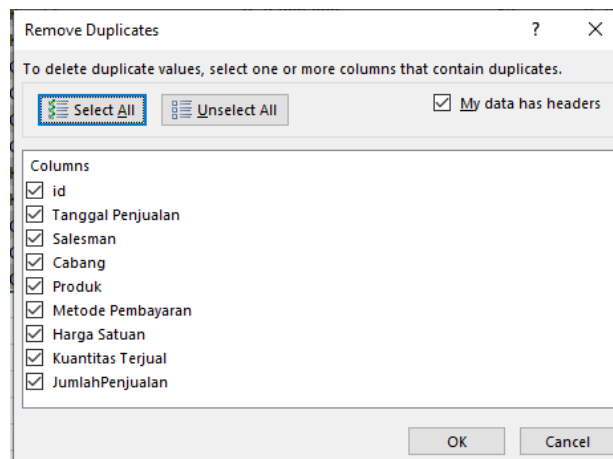 Remove Duplicates ? ×
To delete duplicate values, select one or more columns that contain duplicates.
Select All Unselect All My data has headers
Columns
id
Tanggal Penjualan
Salesman
Cabang
Produk
Metode Pembayaran
Harga Satuan
Kuantitas Terjual
JumlahPenjualan
OK Cancel